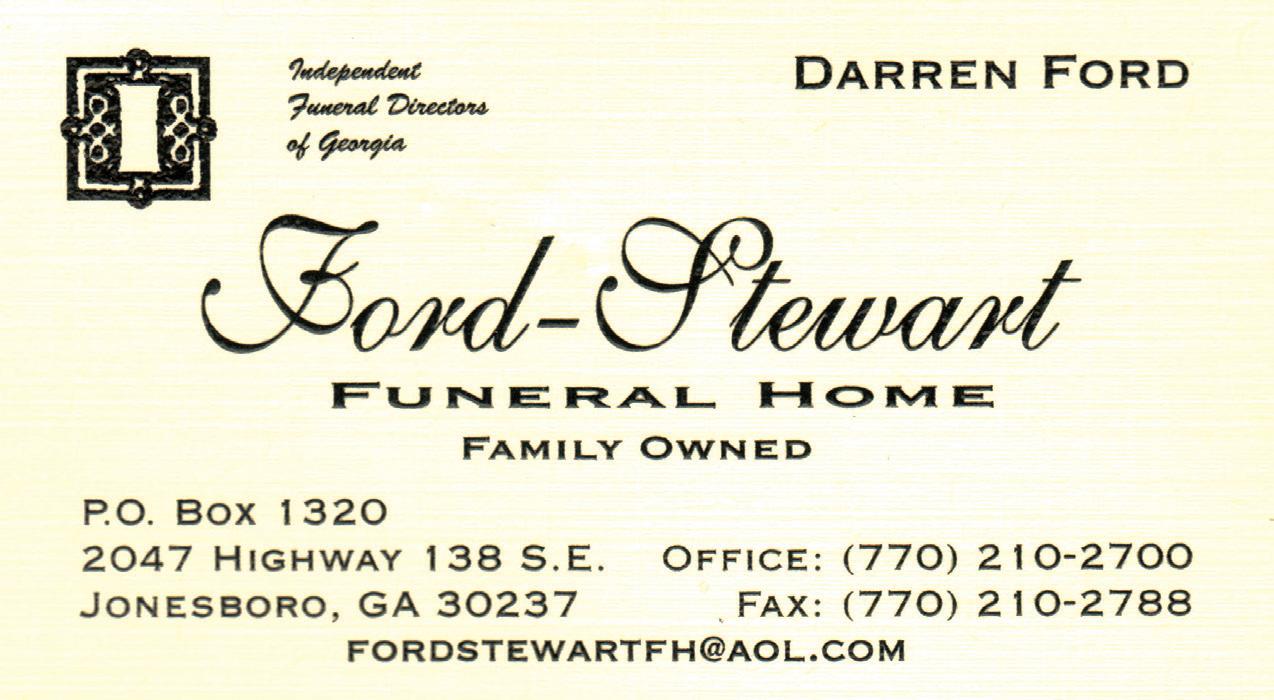 Independent
Funeral Directors
of Georgia
DARREN FORD
Ford-Stewart
FUNERAL HOME
FAMILY OWNED
P.O. BOX 1320
2047 HIGHWAY 138 S.E.
JONESBORO, GA 30237
OFFICE: (770) 210-2700
FAX: (770) 210-2788
FORDSTEWARTFH@AOL.COM